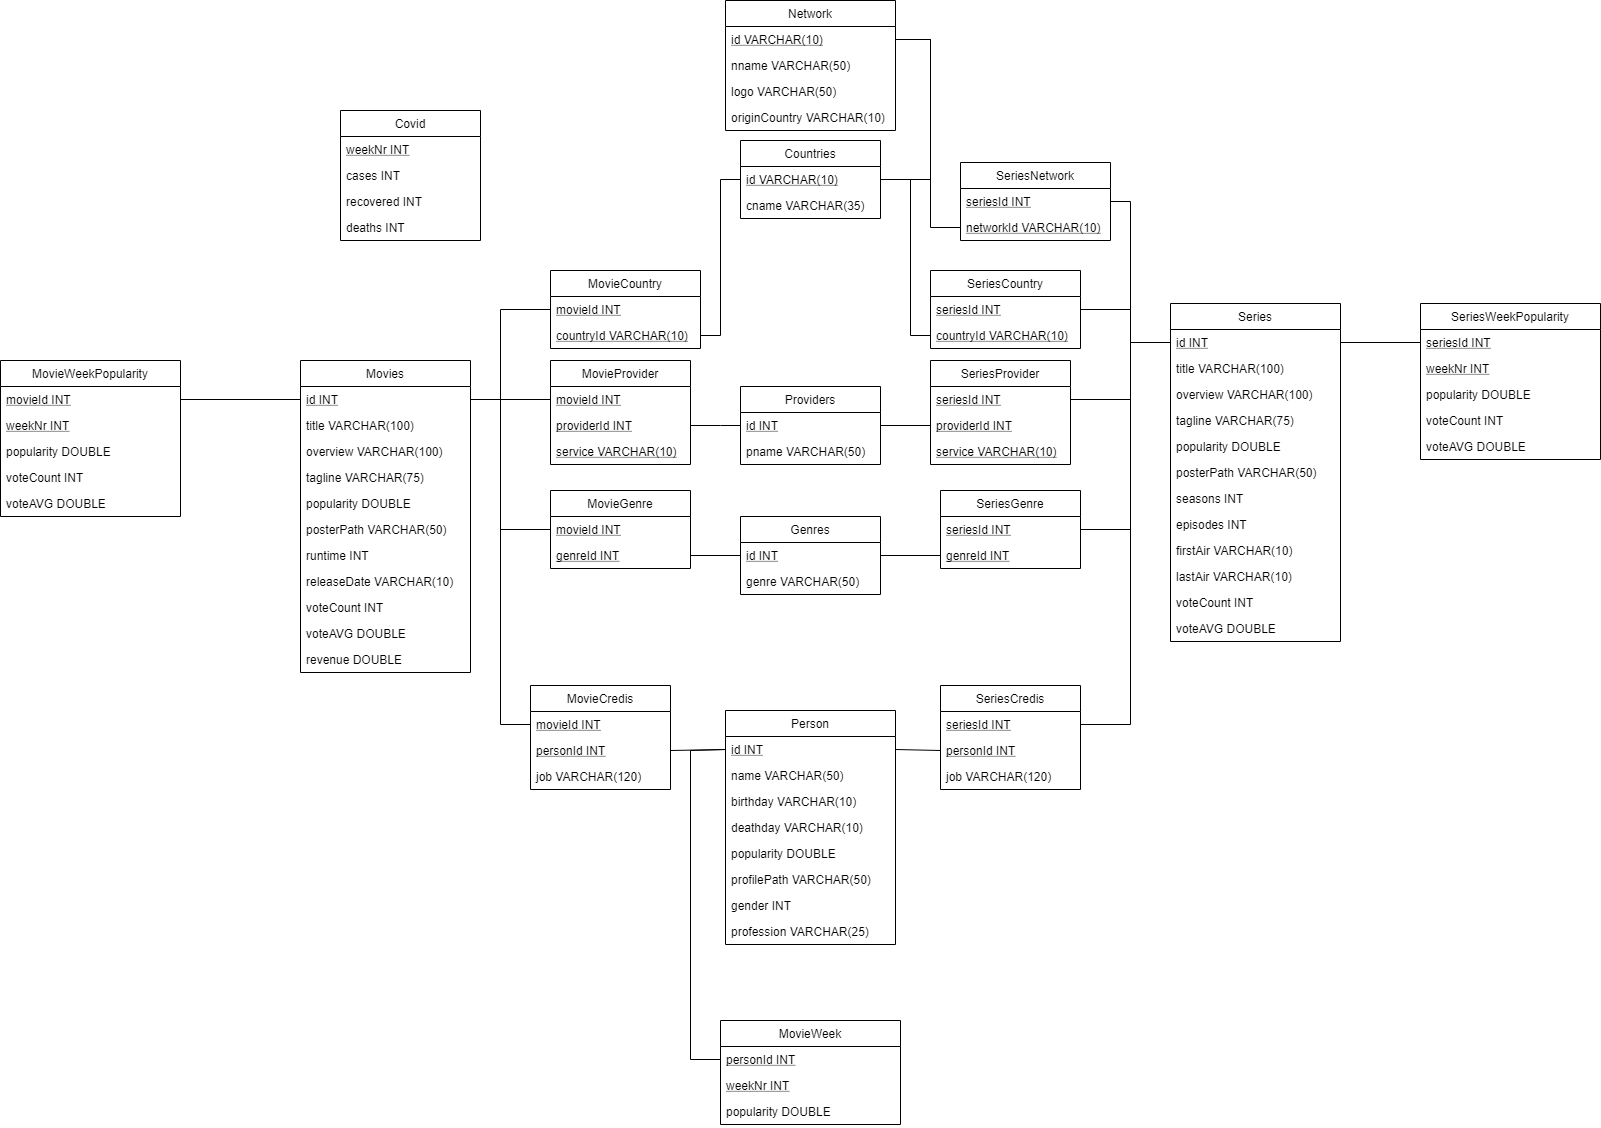 Network
id VARCHAR(10)
nname VARCHAR(50)
logo VARCHAR(50)
originCountry VARCHAR(10)
Covid
weekNr INT
cases INT
recovered INT
deaths INT
Countries
id VARCHAR(10)
cname VARCHAR(35)
SeriesNetwork
seriesId INT
networkId VARCHAR(10)
MovieCountry
movieId INT
countryId VARCHAR(10)
SeriesCountry
seriesId INT
countryId VARCHAR(10)
MovieWeekPopularity
movieId INT
weekNr INT
popularity DOUBLE
voteCount INT
voteAVG DOUBLE
Movies
id INT
title VARCHAR(100)
overview VARCHAR(100)
tagline VARCHAR(75)
popularity DOUBLE
posterPath VARCHAR(50)
runtime INT
releaseDate VARCHAR(10)
voteCount INT
voteAVG DOUBLE
revenue DOUBLE
MovieProvider
movieId INT
providerId INT
service VARCHAR(10)
Providers
id INT
pname VARCHAR(50)
SeriesProvider
seriesId INT
providerId INT
service VARCHAR(10)
Series
id INT
title VARCHAR(100)
overview VARCHAR(100)
tagline VARCHAR(75)
popularity DOUBLE
posterPath VARCHAR(50)
seasons INT
episodes INT
firstAir VARCHAR(10)
lastAir VARCHAR(10)
voteCount INT
voteAVG DOUBLE
SeriesWeekPopularity
seriesId INT
weekNr INT
popularity DOUBLE
voteCount INT
voteAVG DOUBLE
MovieGenre
movieId INT
genreId INT
Genres
id INT
genre VARCHAR(50)
SeriesGenre
seriesId INT
genreId INT
MovieCredis
movieId INT
personId INT
job VARCHAR(120)
Person
id INT
name VARCHAR(50)
birthday VARCHAR(10)
deathday VARCHAR(10)
popularity DOUBLE
profilePath VARCHAR(50)
gender INT
profession VARCHAR(25)
SeriesCredis
seriesId INT
personId INT
job VARCHAR(120)
MovieWeek
personId INT
weekNr INT
popularity DOUBLE